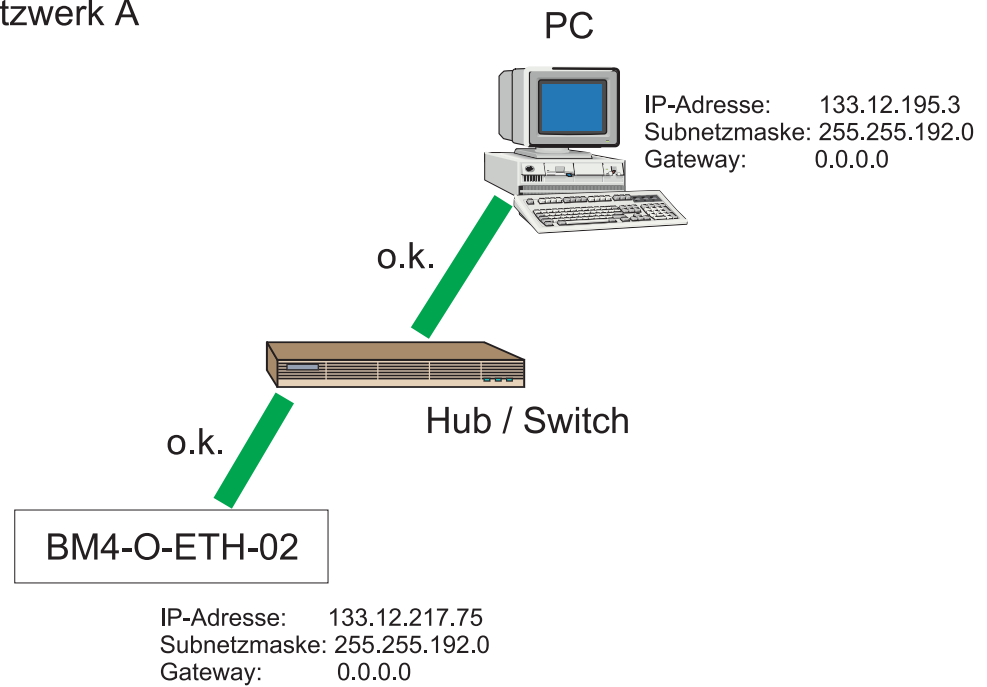 tzwerk A
PC
IP-Adresse: 133.12.195.3
Subnetzmaske: 255.255.192.0
Gateway: 0.0.0.0
o.k.
Hub / Switch
o.k.
BM4-O-ETH-02
IP-Adresse: 133.12.217.75
Subnetzmaske: 255.255.192.0
Gateway: 0.0.0.0